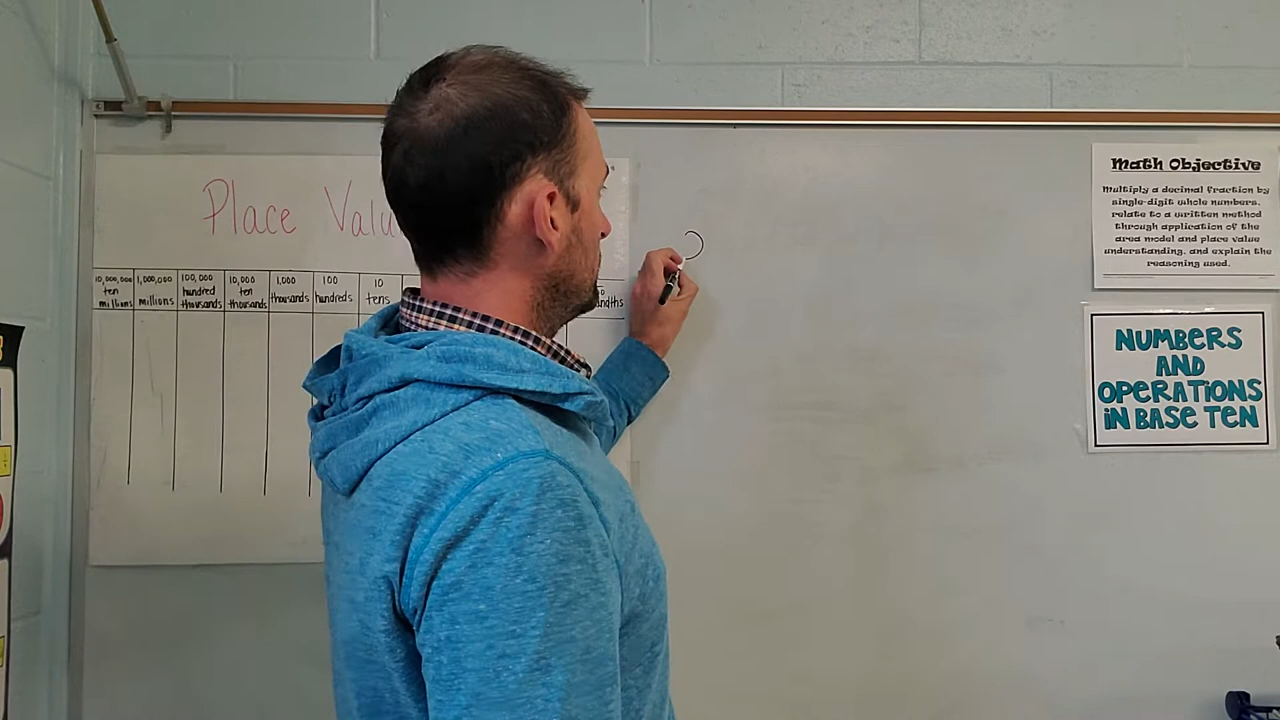 Place Valu
10,000,000 ten millions
1,000,000 millions
100,000 hundred thousands
10,000 ten thousands
1,000 thousands
100 hundreds
10 tens
Math Objective
Multiply a decimal fraction by
single-digit whole numbers,
relate to a written method
through application of the
area model and place value
understanding, and explain the
reasoning used.
NUMBERS
AND
OPERATIONS
IN BASE TEN